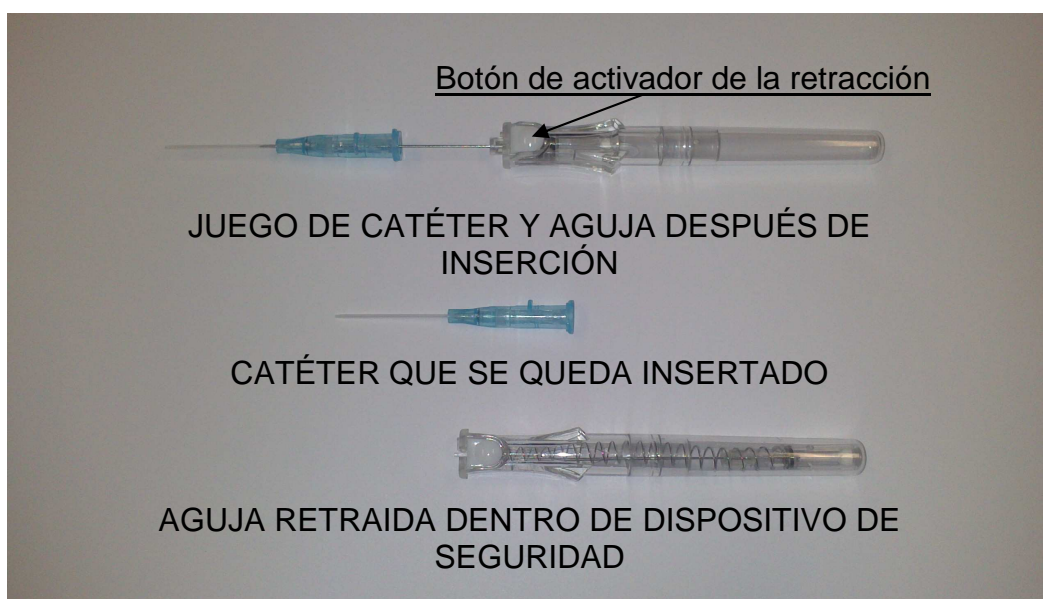 Botón de activador de la retracción
JUEGO DE CATÉTER Y AGUJA DESPUÉS DE
INSERCIÓN
CATÉTER QUE SE QUEDA INSERTADO
AGUJA RETRAIDA DENTRO DE DISPOSITIVO DE
SEGURIDAD